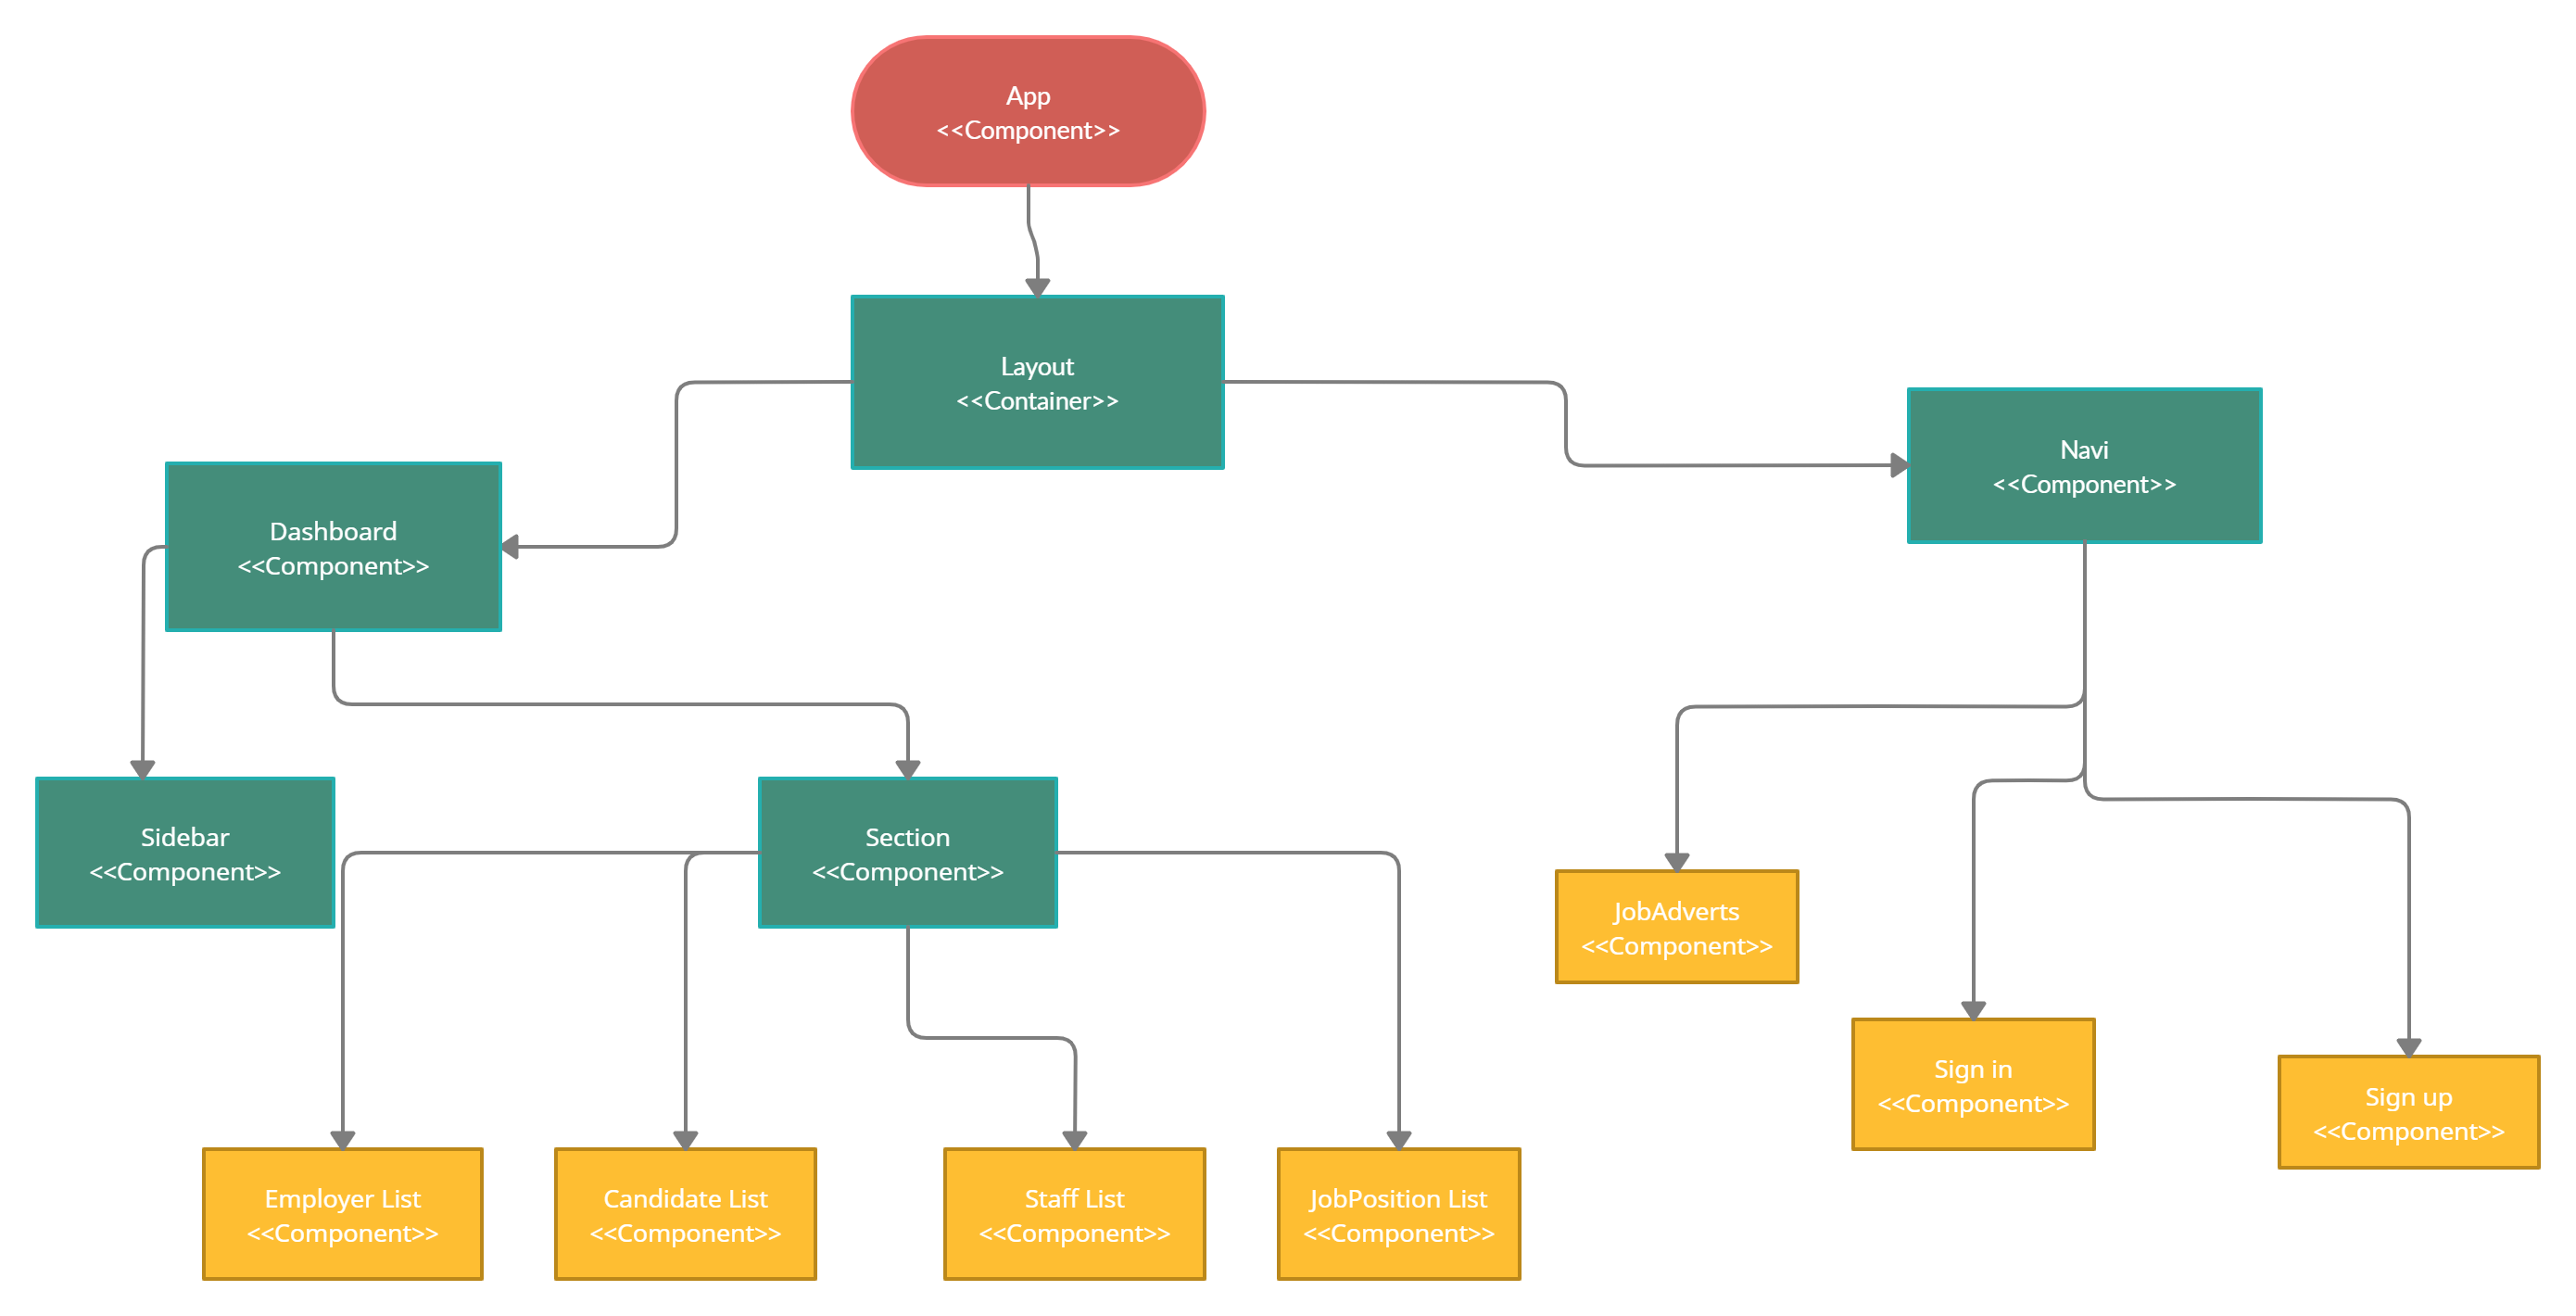 App
<<Component>>
Layout
<<Container>>
Navi
<<Component>>
Dashboard
<<Component>>
Sidebar
<<Component>>
Section
<<Component>>
JobAdverts
<<Component>>
Sign in
<<Component>>
Sign up
<<Component>>
Employer List
<<Component>>
Candidate List
<<Component>>
Staff List
<<Component>>
JobPosition List
<<Component>>